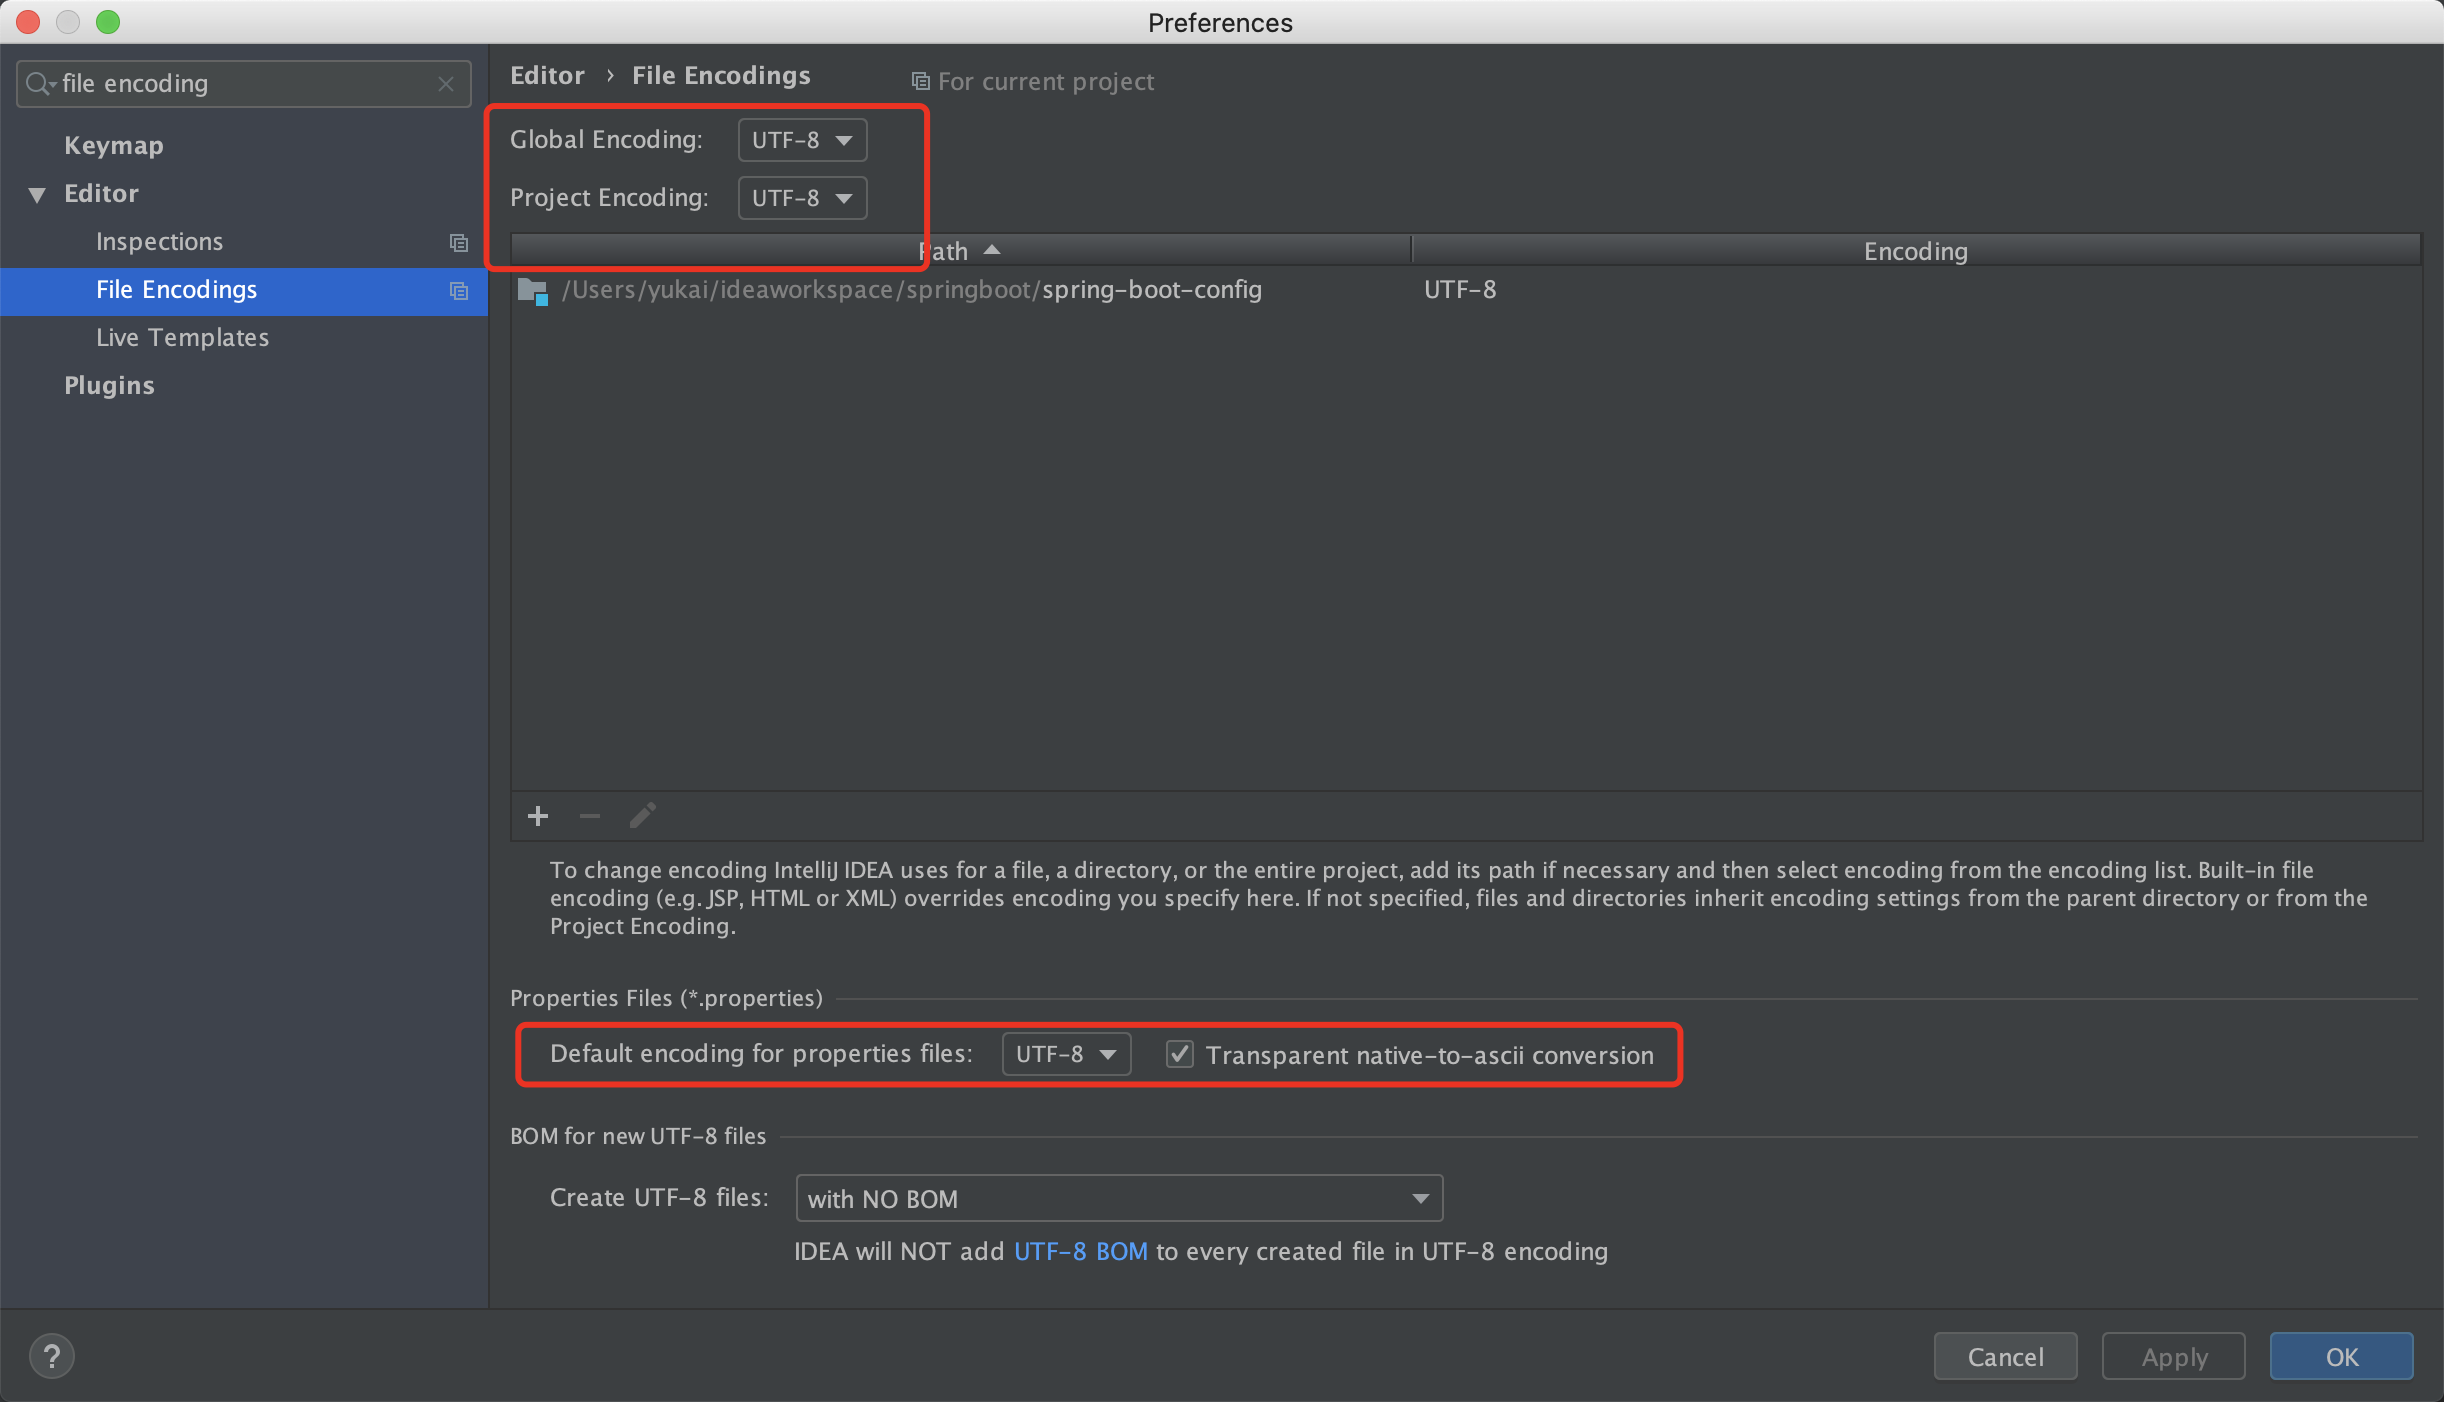 Preferences
file encoding
Keymap
Editor
Inspections
File Encodings
Live Templates
Plugins
Editor › File Encodings
For current project
Global Encoding: UTF-8
Project Encoding: UTF-8
Path Encoding
/Users/yukai/ideaworkspace/springboot/spring-boot-config UTF-8
To change encoding IntelliJ IDEA uses for a file, a directory, or the entire project, add its path if necessary and then select encoding from the encoding list. Built-in file
encoding (e.g. JSP, HTML or XML) overrides encoding you specify here. If not specified, files and directories inherit encoding settings from the parent directory or from the
Project Encoding.
Properties Files (*.properties)
Default encoding for properties files: UTF-8 Transparent native-to-ascii conversion
BOM for new UTF-8 files
Create UTF-8 files: with NO BOM
IDEA will NOT add UTF-8 BOM to every created file in UTF-8 encoding
? Cancel Apply OK